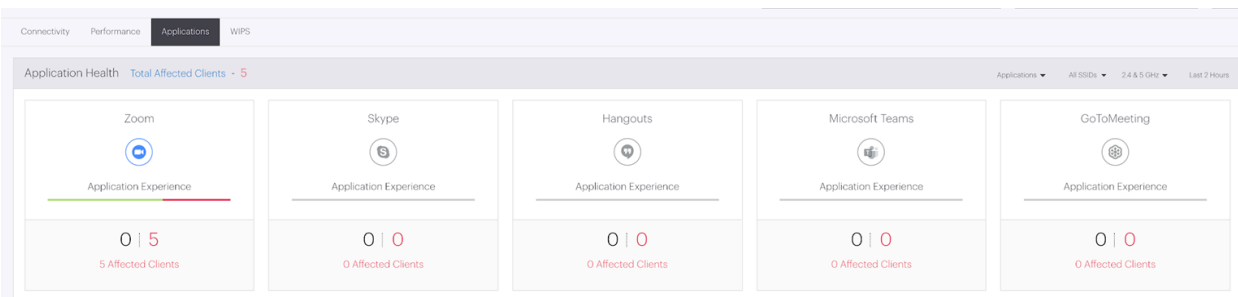 Connectivity Performance Applications WIPS
Application Health Total Affected Clients - 5
Applications All SSIDs 2.4 & 5 GHz Last 2 Hours
Zoom Skype Hangouts Microsoft Teams GoToMeeting
Application Experience Application Experience Application Experience Application Experience Application Experience
0 5 0 0 0 0 0 0 0 0
5 Affected Clients 0 Affected Clients 0 Affected Clients 0 Affected Clients 0 Affected Clients